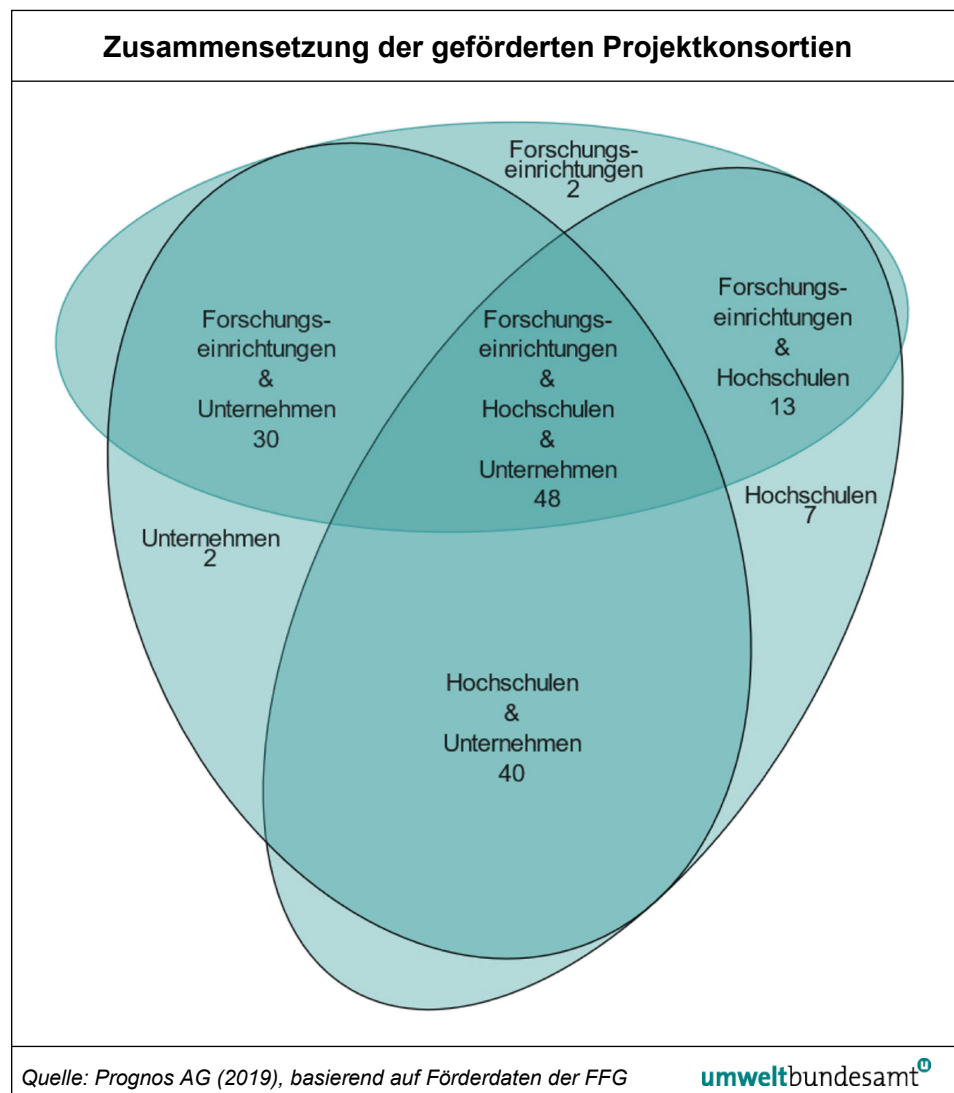 Zusammensetzung der geförderten Projektkonsortien
Forschungs-
einrichtungen
2
Forschungs-
einrichtungen
&
Unternehmen
30
Forschungs-
einrichtungen
&
Hochschulen
&
Unternehmen
48
Forschungs-
einrichtungen
&
Hochschulen
13
Unternehmen
2
Hochschulen
7
Hochschulen
&
Unternehmen
40
Quelle: Prognos AG (2019), basierend auf Förderdaten der FFG
umweltbundesamtᵘ